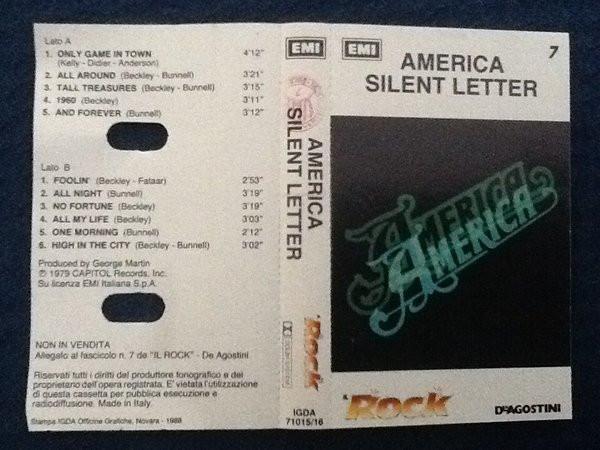 Lato A
1. ONLY GAME IN TOWN 4'12"
(Kelly - Didier - Anderson)
2. ALL AROUND (Beckley - Bunnell) 3'21"
3. TALL TREASURES (Beckley - Bunnell) 3'15"
4. 1960 (Beckley) 3'11"
5. AND FOREVER (Bunnell) 3'12"
Lato B
1. FOOLIN' (Beckley - Fataar) 2'53"
2. ALL NIGHT (Bunnell) 3'19"
3. NO FORTUNE (Beckley) 3'19"
4. ALL MY LIFE (Beckley) 3'03"
5. ONE MORNING (Bunnell) 2'12"
6. HIGH IN THE CITY (Beckley - Bunnell) 3'02"
Produced by George Martin
℗ 1979 CAPITOL Records, Inc.
Su licenza EMI Italiana S.p.A.
NON IN VENDITA
Allegato al fascicolo n. 7 de "IL ROCK" - De Agostini
Riservati tutti i diritti del produttore fonografico e del
proprietario dell'opera registrata. E' vietata l'utilizzazione
di questa cassetta per pubblica esecuzione e
radiodiffusione. Made in Italy.
Stampa IGDA Officine Grafiche, Novara - 1988
EMI
AMERICA
SILENT LETTER
IL Rock
IGDA
71015/16
EMI
7
AMERICA
SILENT LETTER
AMERICA
AMERICA
IL Rock
DEAGOSTINI